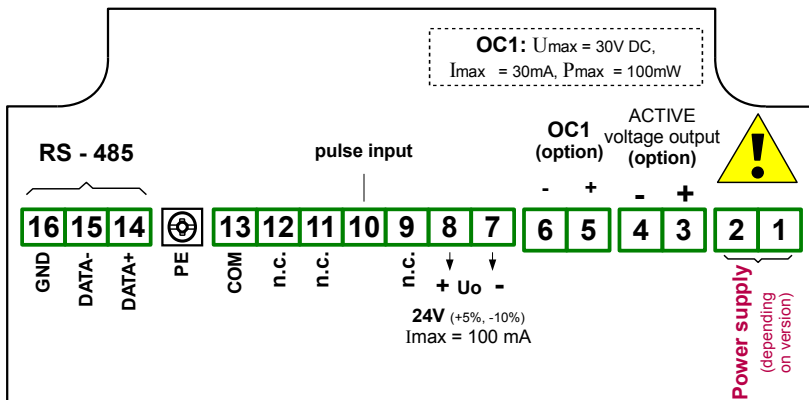 OC1: Umax = 30V DC,
Imax = 30mA, Pmax = 100mW
RS - 485
pulse input
OC1
(option)
ACTIVE
voltage output
(option)
- +
- +
16 15 14 13 12 11 10 9 8 7 6 5 4 3 2 1
GND
DATA-
DATA+
PE
COM
n.c.
n.c.
n.c.
+ Uo -
24V (+5%, -10%)
Imax = 100 mA
Power supply
(depending
on version)